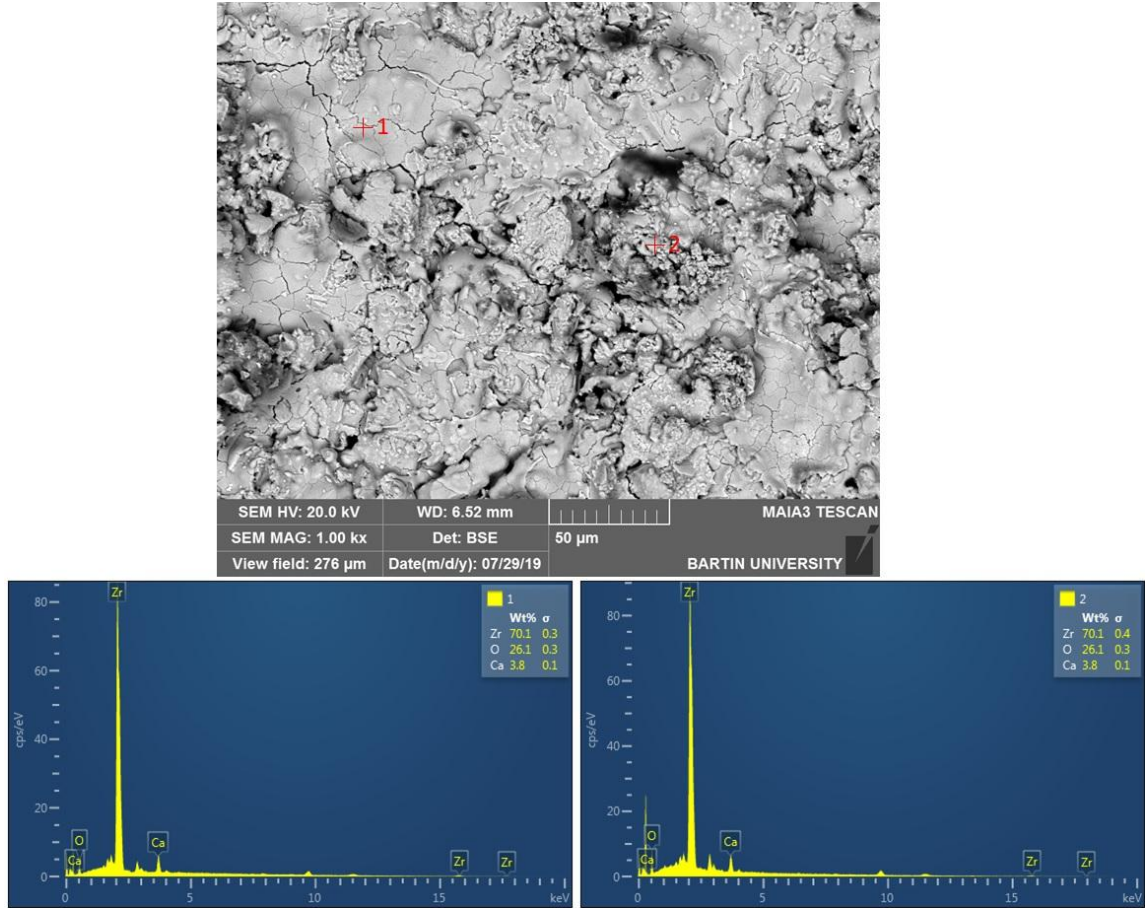 1
2
SEM HV: 20.0 kV WD: 6.52 mm MAIA3 TESCAN
SEM MAG: 1.00 kx Det: BSE 50 µm
View field: 276 µm Date(m/d/y): 07/29/19 BARTIN UNIVERSITY
1
Wt% σ
Zr 70.1 0.3
O 26.1 0.3
Ca 3.8 0.1
cps/eV
80
60
40
20
0
Zr
O
Ca
Ca
Zr
Zr
0 5 10 15 keV
2
Wt% σ
Zr 70.1 0.4
O 26.1 0.3
Ca 3.8 0.1
cps/eV
80
60
40
20
0
Zr
O
Ca
Ca
Zr
Zr
0 5 10 15 keV